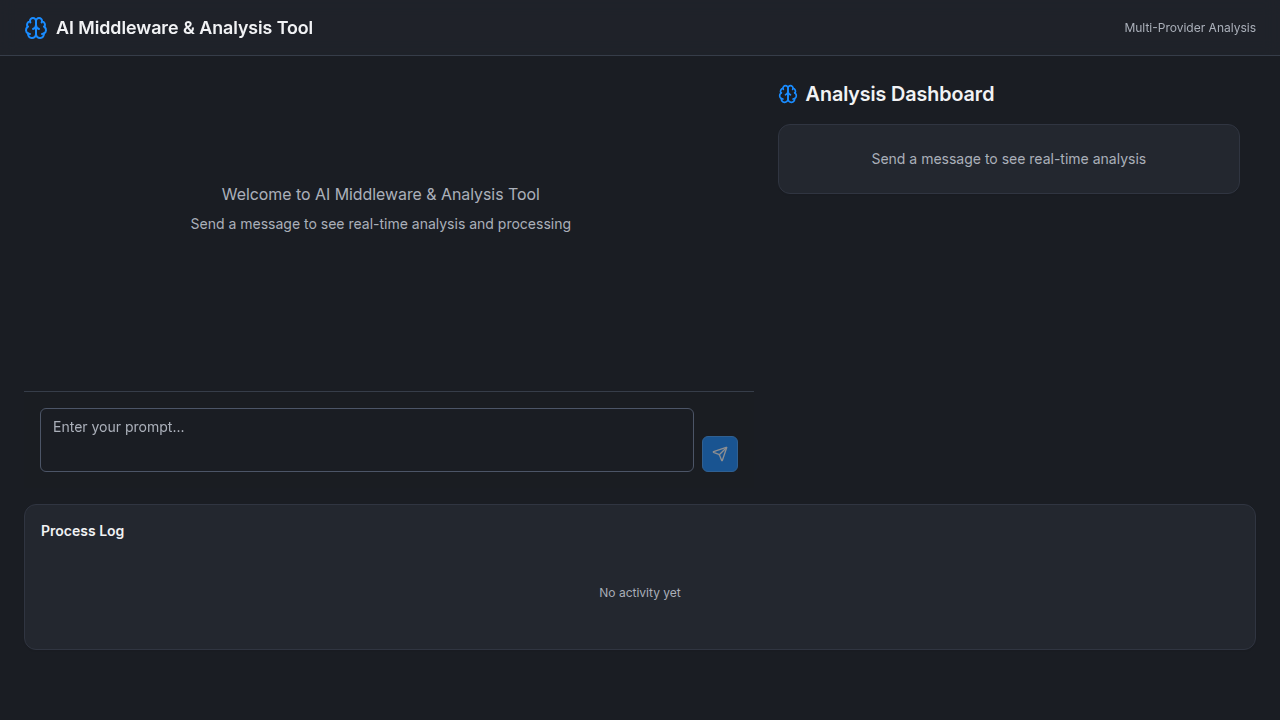 AI Middleware & Analysis Tool
Multi-Provider Analysis
Welcome to AI Middleware & Analysis Tool
Send a message to see real-time analysis and processing
Enter your prompt...
Analysis Dashboard
Send a message to see real-time analysis
Process Log
No activity yet